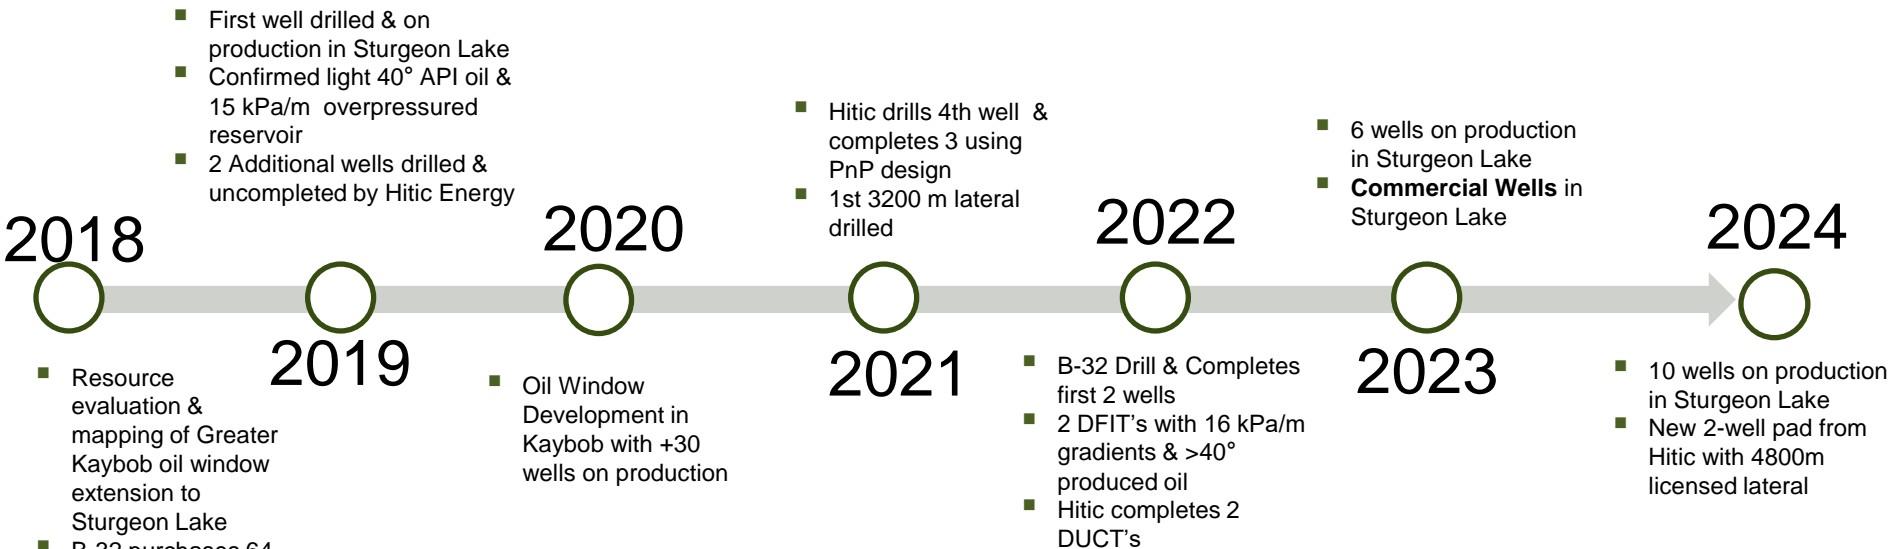 2018
Resource
evaluation &
mapping of Greater
Kaybob oil window
extension to
Sturgeon Lake
First well drilled & on
production in Sturgeon Lake
Confirmed light 40° API oil &
15 kPa/m overpressured
reservoir
2 Additional wells drilled &
uncompleted by Hitic Energy
2019
2020
Oil Window
Development in
Kaybob with +30
wells on production
Hitic drills 4th well &
completes 3 using
PnP design
1st 3200 m lateral
drilled
2021
2022
B-32 Drill & Completes
first 2 wells
2 DFIT's with 16 kPa/m
gradients & >40°
produced oil
Hitic completes 2
DUCT's
6 wells on production
in Sturgeon Lake
Commercial Wells in
Sturgeon Lake
2023
2024
10 wells on production
in Sturgeon Lake
New 2-well pad from
Hitic with 4800m
licensed lateral